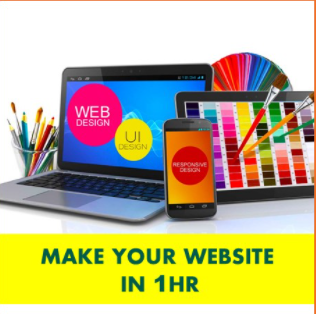 WEB
DESIGN
UI
DESIGN
RESPONSIVE
DESIGN
MAKE YOUR WEBSITE
IN 1HR